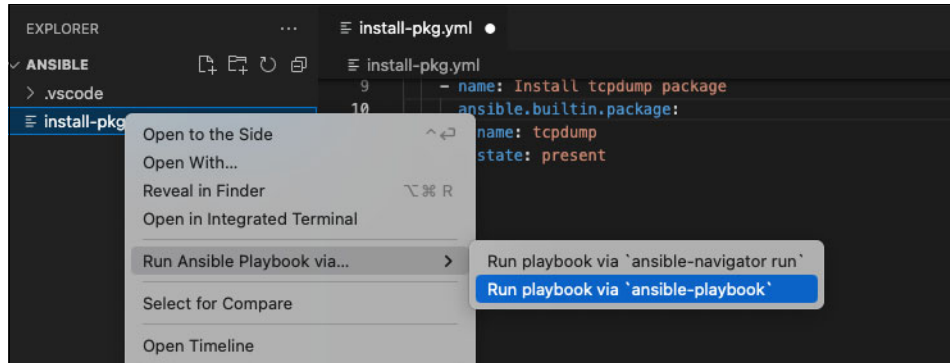 EXPLORER
ANSIBLE
.vscode
install-pkg
install-pkg.yml
install-pkg.yml
9 - name: Install tcpdump package
10 ansible.builtin.package:
name: tcpdump
state: present
Open to the Side ^⏎
Open With...
Reveal in Finder ⌥⌘ R
Open in Integrated Terminal
Run Ansible Playbook via... >
Select for Compare
Open Timeline
Run playbook via `ansible-navigator run`
Run playbook via `ansible-playbook`